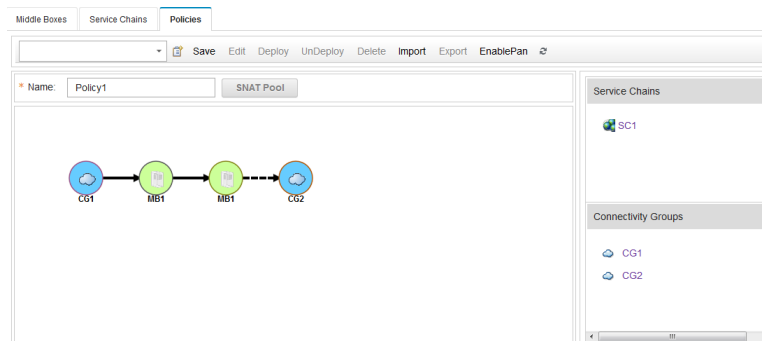 Middle Boxes Service Chains Policies
Save Edit Deploy UnDeploy Delete Import Export EnablePan
* Name: Policy1 SNAT Pool
Service Chains
SC1
CG1 MB1 MB1 CG2
Connectivity Groups
CG1
CG2